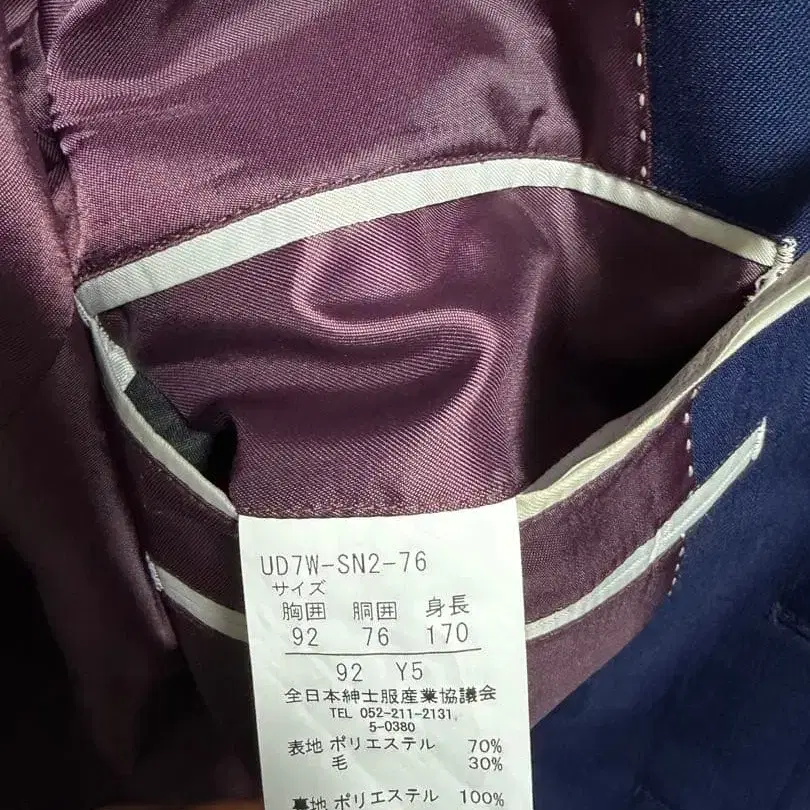 UD7W-SN2-76
サイズ
胸囲 胴囲 身長
92 76 170
92 Y5
全日本紳士服産業協議会
TEL 052-211-2131
5-0380
表地 ポリエステル 70%
毛 30%
裏地 ポリエステル 100%